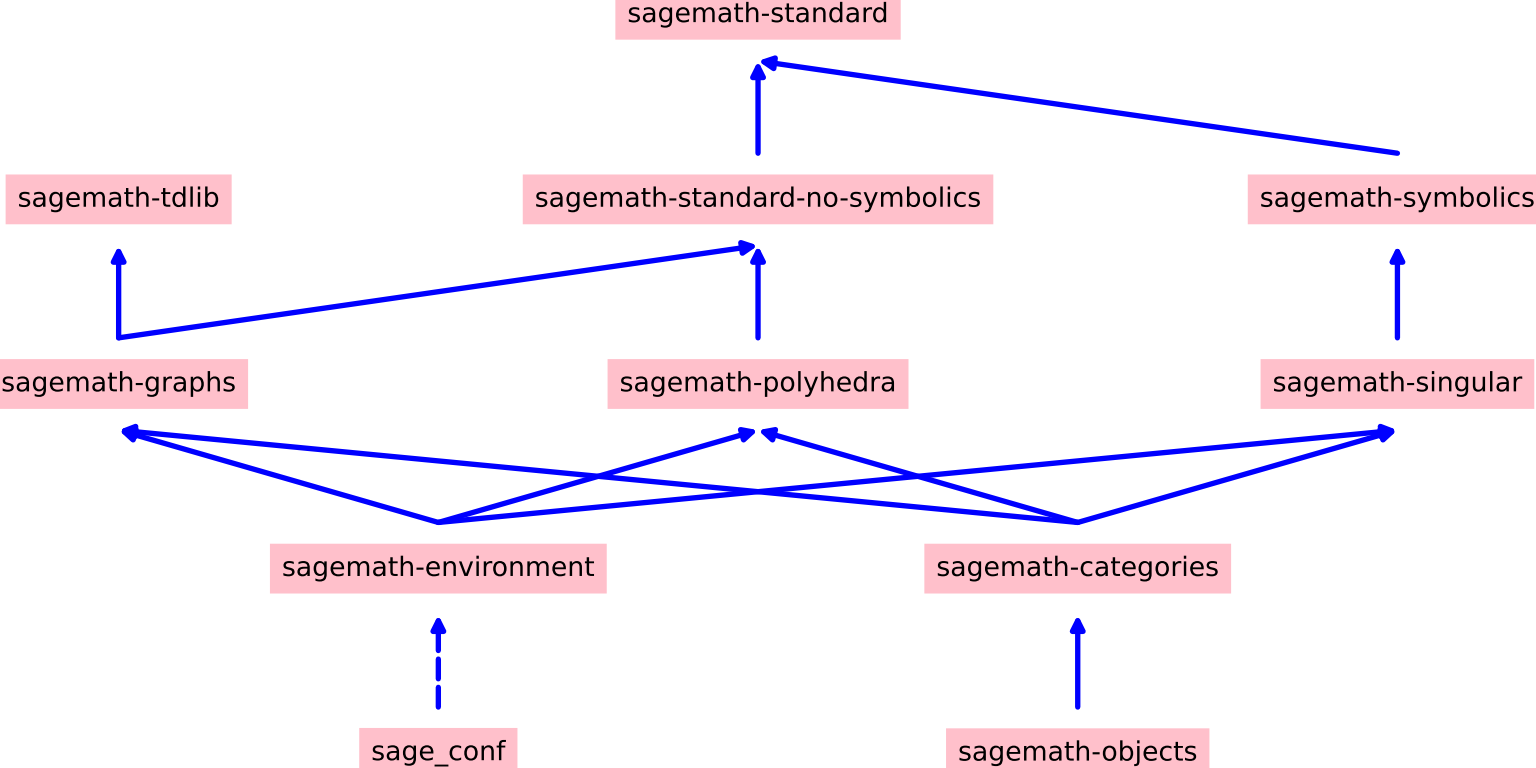 sagemath-standard
sagemath-tdlib
sagemath-standard-no-symbolics
sagemath-symbolics
sagemath-graphs
sagemath-polyhedra
sagemath-singular
sagemath-environment
sagemath-categories
sage_conf
sagemath-objects